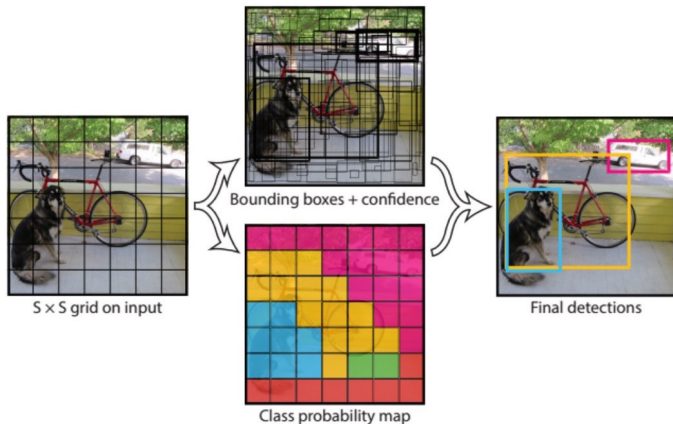 Bounding boxes + confidence
S × S grid on input
Final detections
Class probability map